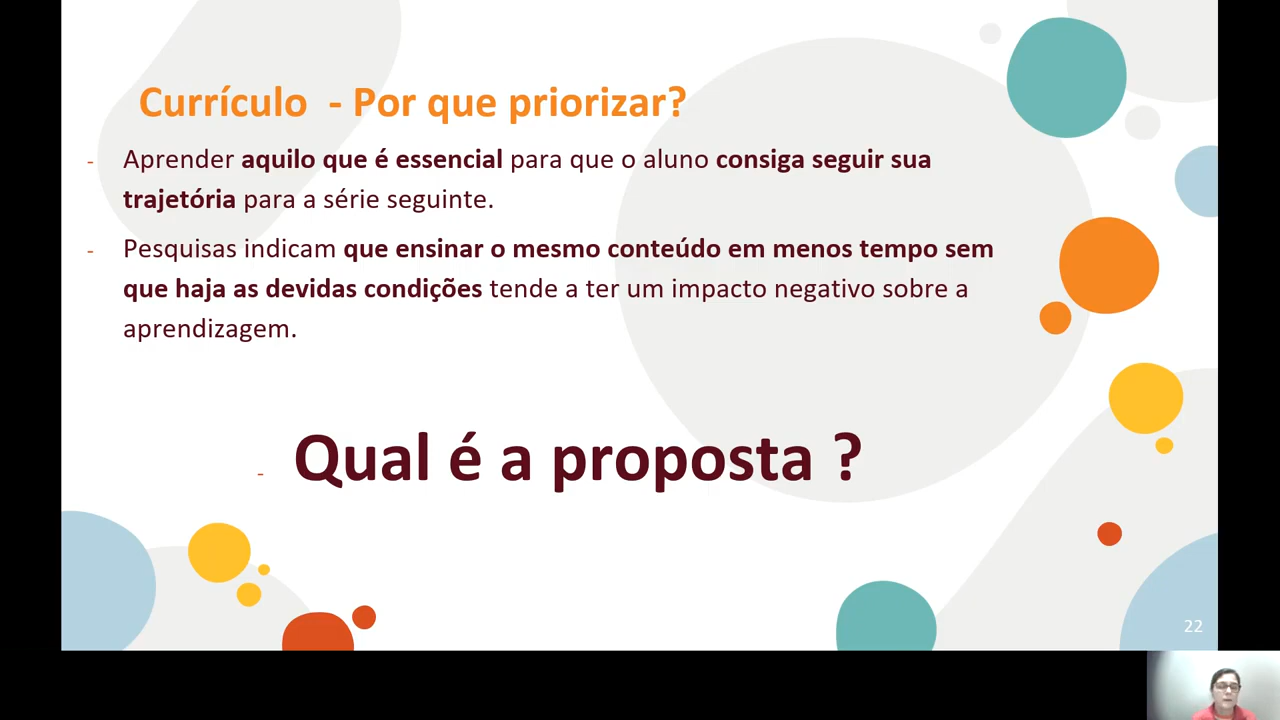 Currículo - Por que priorizar?
- Aprender aquilo que é essencial para que o aluno consiga seguir sua
trajetória para a série seguinte.
- Pesquisas indicam que ensinar o mesmo conteúdo em menos tempo sem
que haja as devidas condições tende a ter um impacto negativo sobre a
aprendizagem.
- Qual é a proposta ?
22